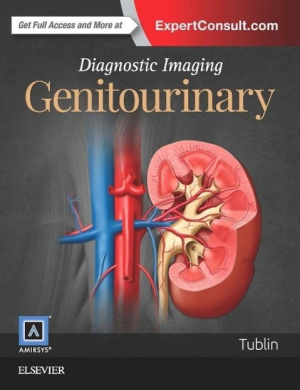 Get Full Access and More at
ExpertConsult.com
Diagnostic Imaging
Genitourinary
A
AMIRSYS®
ELSEVIER
Tublin